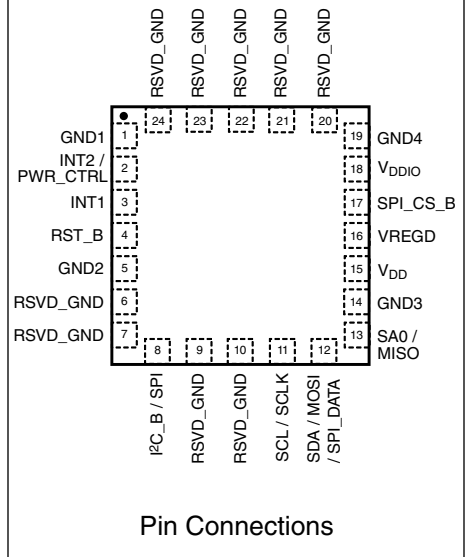 RSVD_GND
RSVD_GND
RSVD_GND
RSVD_GND
RSVD_GND
24
23
22
21
20
GND1
1
INT2 /
PWR_CTRL
2
INT1
3
RST_B
4
GND2
5
RSVD_GND
6
RSVD_GND
7
19
GND4
18
VDDIO
17
SPI_CS_B
16
VREGD
15
VDD
14
GND3
13
SA0 /
MISO
8
9
10
11
12
I2C_B / SPI
RSVD_GND
RSVD_GND
SCL / SCLK
SDA / MOSI
/ SPI_DATA
Pin Connections